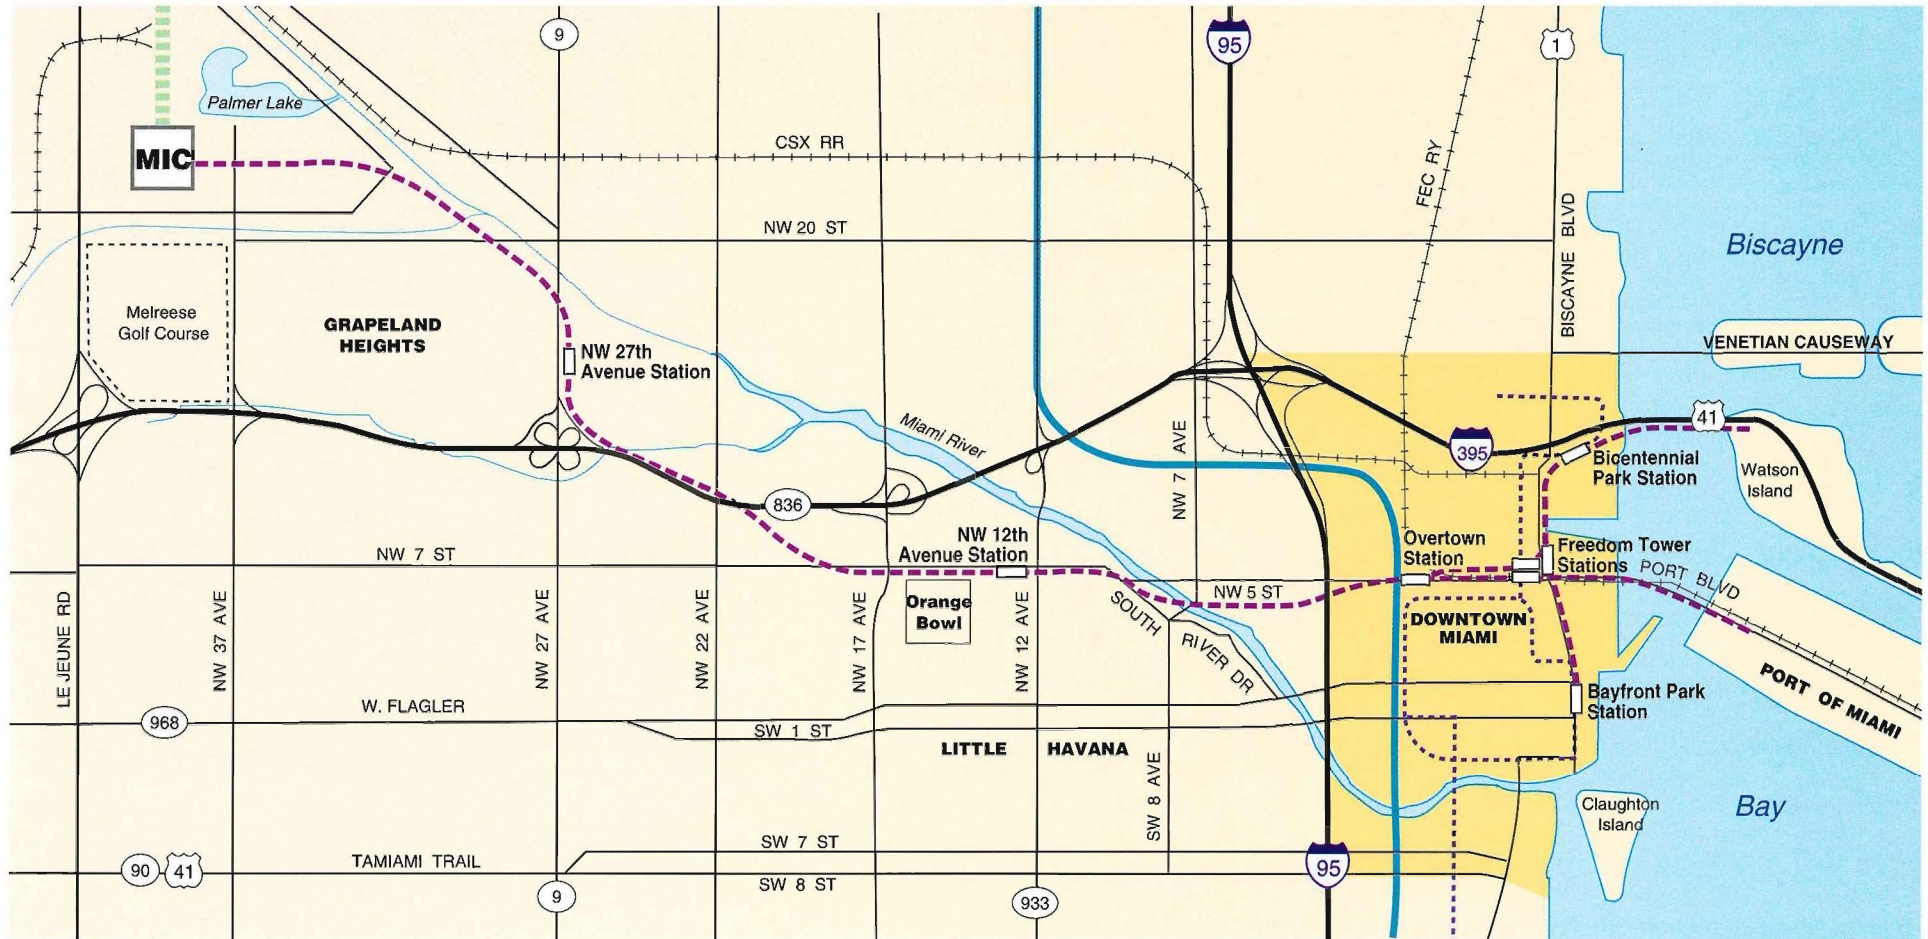 9
95
1
Palmer Lake
MIC
CSX RR
FEC RY
NW 20 ST
BISCAYNE BLVD
Biscayne
Melreese
Golf Course
GRAPELAND
HEIGHTS
NW 27th
Avenue Station
VENETIAN CAUSEWAY
Miami River
NW 7 AVE
41
395
Bicentennial
Park Station
Watson
Island
836
NW 12th
Avenue Station
Overtown
Station
Freedom Tower
Stations
PORT BLVD
NW 7 ST
NW 5 ST
Orange
Bowl
SOUTH
RIVER DR
DOWNTOWN
MIAMI
LE JEUNE RD
NW 37 AVE
NW 27 AVE
NW 22 AVE
NW 17 AVE
NW 12 AVE
PORT OF MIAMI
Bayfront Park
Station
968
W. FLAGLER
SW 1 ST
LITTLE HAVANA
SW 8 AVE
Claughton
Island
Bay
SW 7 ST
90
41
TAMIAMI TRAIL
SW 8 ST
95
9
933